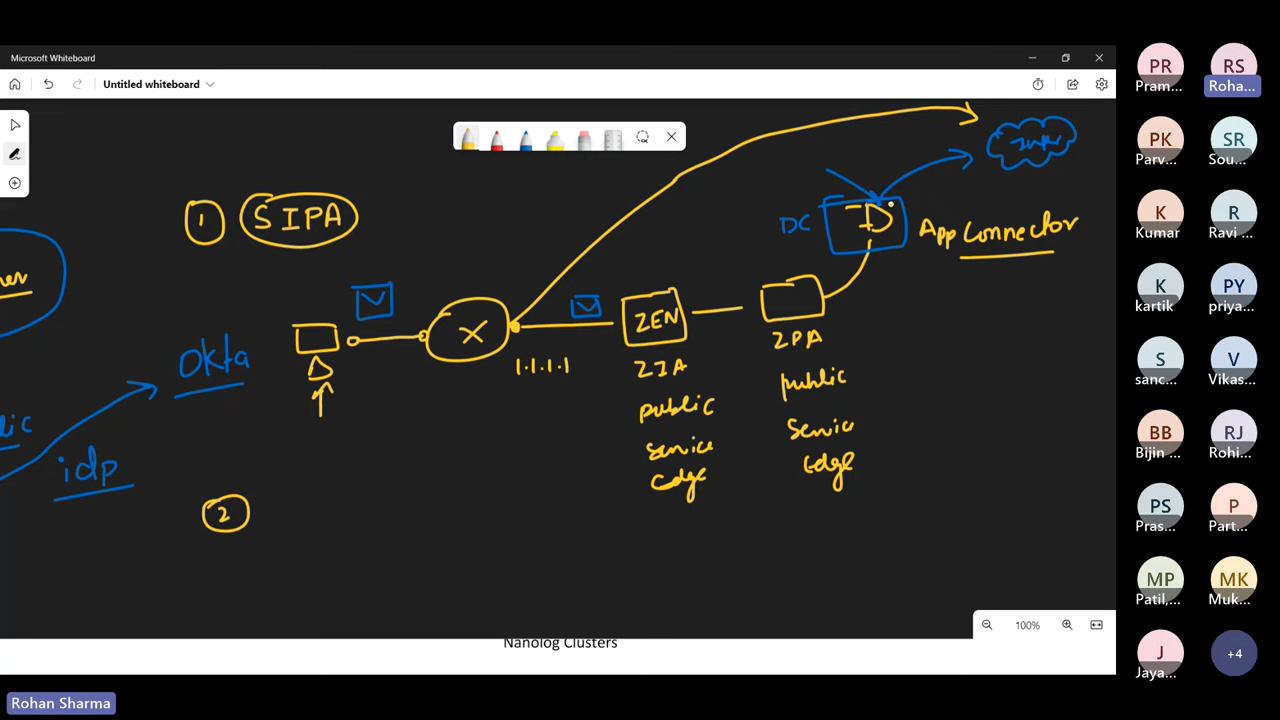 Microsoft Whiteboard
Untitled whiteboard
1 SIPA
DC
App Connector
ZEN
X
1.1.1.1
ZIA
public
service
edge
ZPA
public
service
Edge
Okta
idp
2
100%
Nanolog Clusters
Rohan Sharma
PR
Pram...
RS
Roha...
PK
Parv...
SR
Sou...
K
Kumar
R
Ravi ...
K
kartik
PY
priya...
S
sanc...
V
Vikas...
BB
Bijin ...
RJ
Rohi...
PS
Pras...
P
Part...
MP
Patil,...
MK
Muk...
J
Jaya...
+4